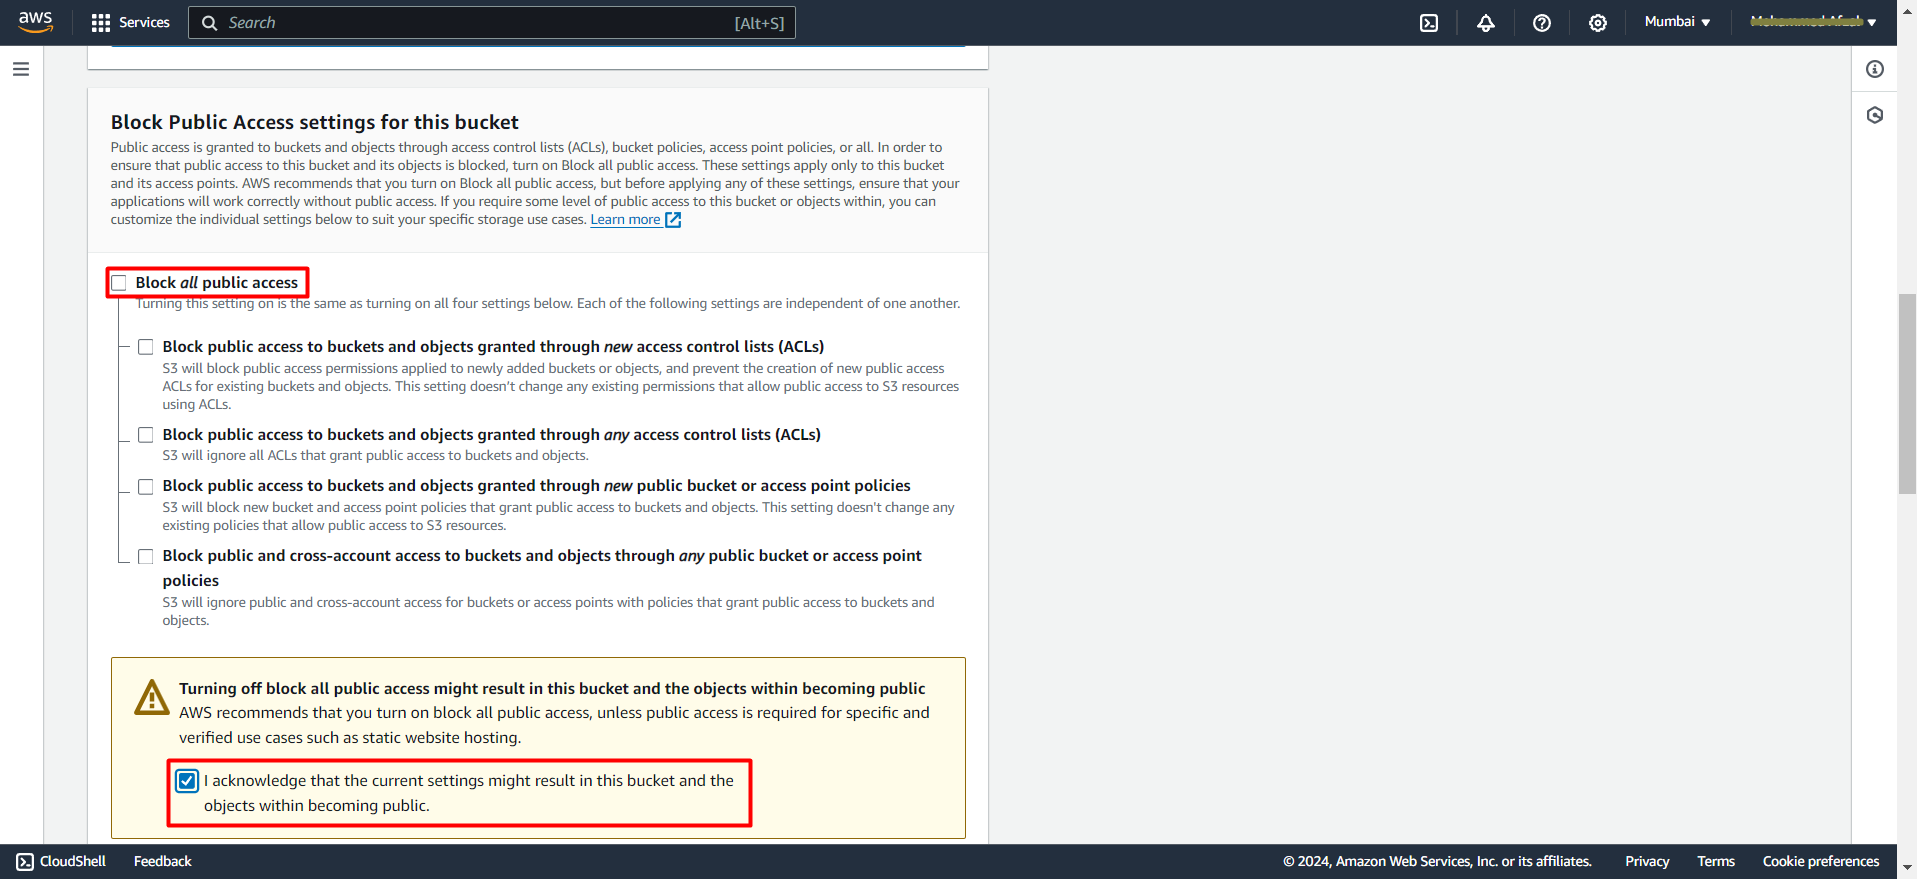 aws
Services
Search
[Alt+S]
Mumbai
Block Public Access settings for this bucket
Public access is granted to buckets and objects through access control lists (ACLs), bucket policies, access point policies, or all. In order to
ensure that public access to this bucket and its objects is blocked, turn on Block all public access. These settings apply only to this bucket
and its access points. AWS recommends that you turn on Block all public access, but before applying any of these settings, ensure that your
applications will work correctly without public access. If you require some level of public access to this bucket or objects within, you can
customize the individual settings below to suit your specific storage use cases. Learn more
Block all public access
Turning this setting on is the same as turning on all four settings below. Each of the following settings are independent of one another.
Block public access to buckets and objects granted through new access control lists (ACLs)
S3 will block public access permissions applied to newly added buckets or objects, and prevent the creation of new public access
ACLs for existing buckets and objects. This setting doesn't change any existing permissions that allow public access to S3 resources
using ACLs.
Block public access to buckets and objects granted through any access control lists (ACLs)
S3 will ignore all ACLs that grant public access to buckets and objects.
Block public access to buckets and objects granted through new public bucket or access point policies
S3 will block new bucket and access point policies that grant public access to buckets and objects. This setting doesn't change any
existing policies that allow public access to S3 resources.
Block public and cross-account access to buckets and objects through any public bucket or access point
policies
S3 will ignore public and cross-account access for buckets or access points with policies that grant public access to buckets and
objects.
Turning off block all public access might result in this bucket and the objects within becoming public
AWS recommends that you turn on block all public access, unless public access is required for specific and
verified use cases such as static website hosting.
I acknowledge that the current settings might result in this bucket and the
objects within becoming public.
CloudShell
Feedback
© 2024, Amazon Web Services, Inc. or its affiliates.
Privacy
Terms
Cookie preferences